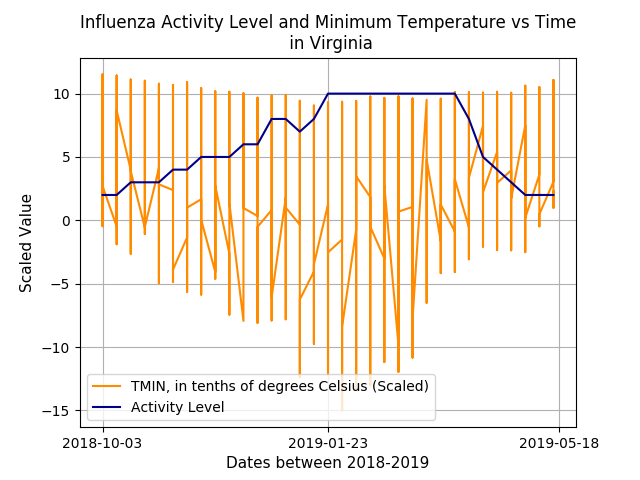 Influenza Activity Level and Minimum Temperature vs Time
in Virginia
Scaled Value
10
5
0
−5
−10
−15
TMIN, in tenths of degrees Celsius (Scaled)
Activity Level
2018-10-03
2019-01-23
2019-05-18
Dates between 2018-2019